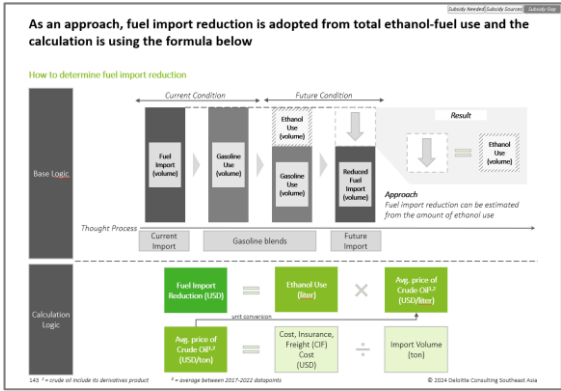 Subsidy Needed Subsidy Sources Subsidy Gap
As an approach, fuel import reduction is adopted from total ethanol-fuel use and the
calculation is using the formula below
How to determine fuel import reduction
Current Condition Future Condition
Base Logic
Fuel
Import
(volume)
Gasoline
Use
(volume)
Ethanol
Use
(volume)
Gasoline
Use
(volume)
Reduced
Fuel
Import
(volume)
Result
=
Ethanol
Use
(volume)
Approach
Fuel import reduction can be estimated
from the amount of ethanol use
Thought Process
Current
Import
Gasoline blends
Future
Import
Calculation
Logic
Fuel Import
Reduction (USD)
=
Ethanol Use
(liter)
×
Avg. price of
Crude Oil¹,²
(USD/liter)
unit conversion
Avg. price of
Crude Oil¹,²
(USD/ton)
=
Cost, Insurance,
Freight (CIF)
Cost
(USD)
÷
Import Volume
(ton)
143 ¹ = crude oil include its derivatives product ² = average between 2017-2022 datapoints © 2024 Deloitte Consulting Southeast Asia